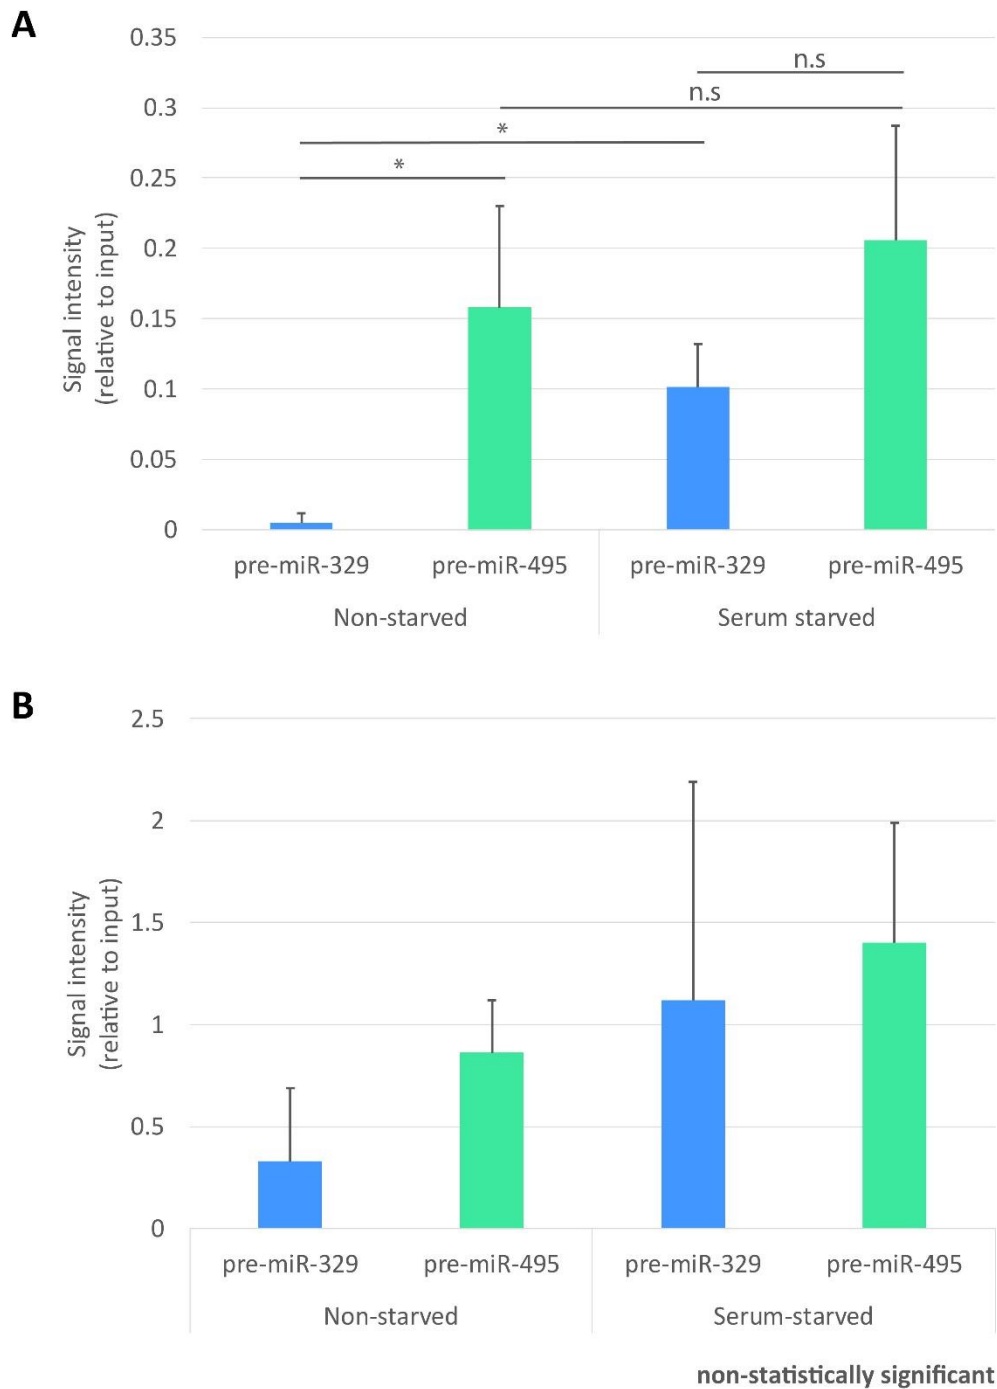 A
0.35
n.s
0.3
n.s
*
0.25
*
0.2
0.15
0.1
0.05
0
Signal intensity
(relative to input)
pre-miR-329 pre-miR-495 pre-miR-329 pre-miR-495
Non-starved Serum starved
B
2.5
2
1.5
1
0.5
0
Signal intensity
(relative to input)
pre-miR-329 pre-miR-495 pre-miR-329 pre-miR-495
Non-starved Serum-starved
non-statistically significant